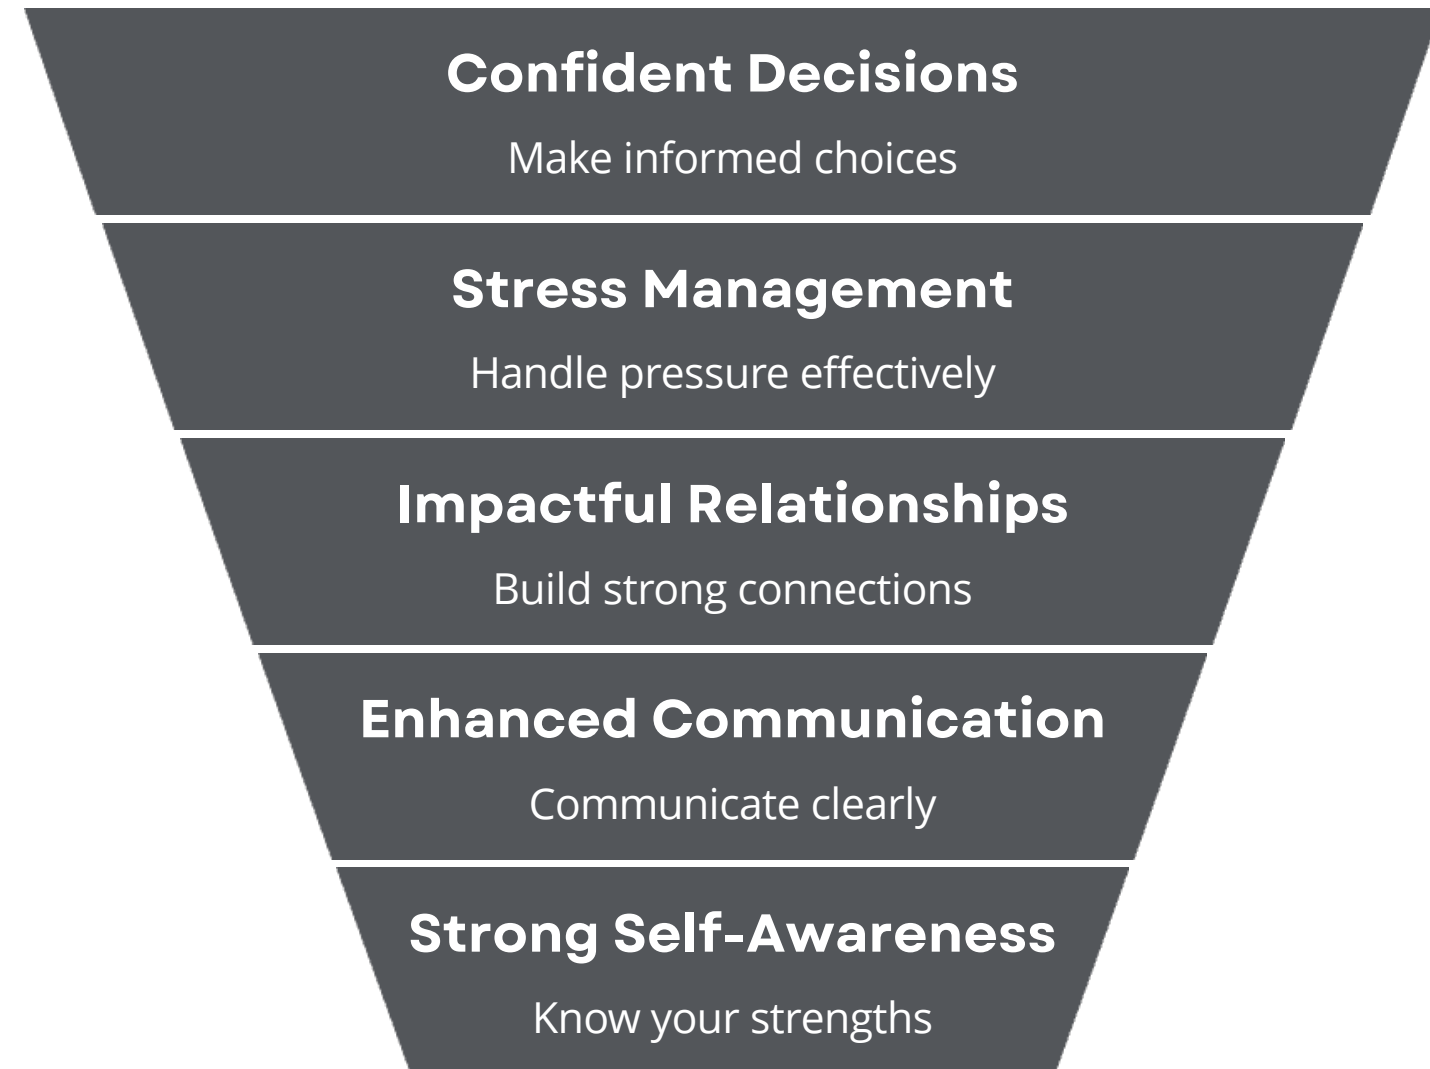 Confident Decisions
Make informed choices
Stress Management
Handle pressure effectively
Impactful Relationships
Build strong connections
Enhanced Communication
Communicate clearly
Strong Self-Awareness
Know your strengths